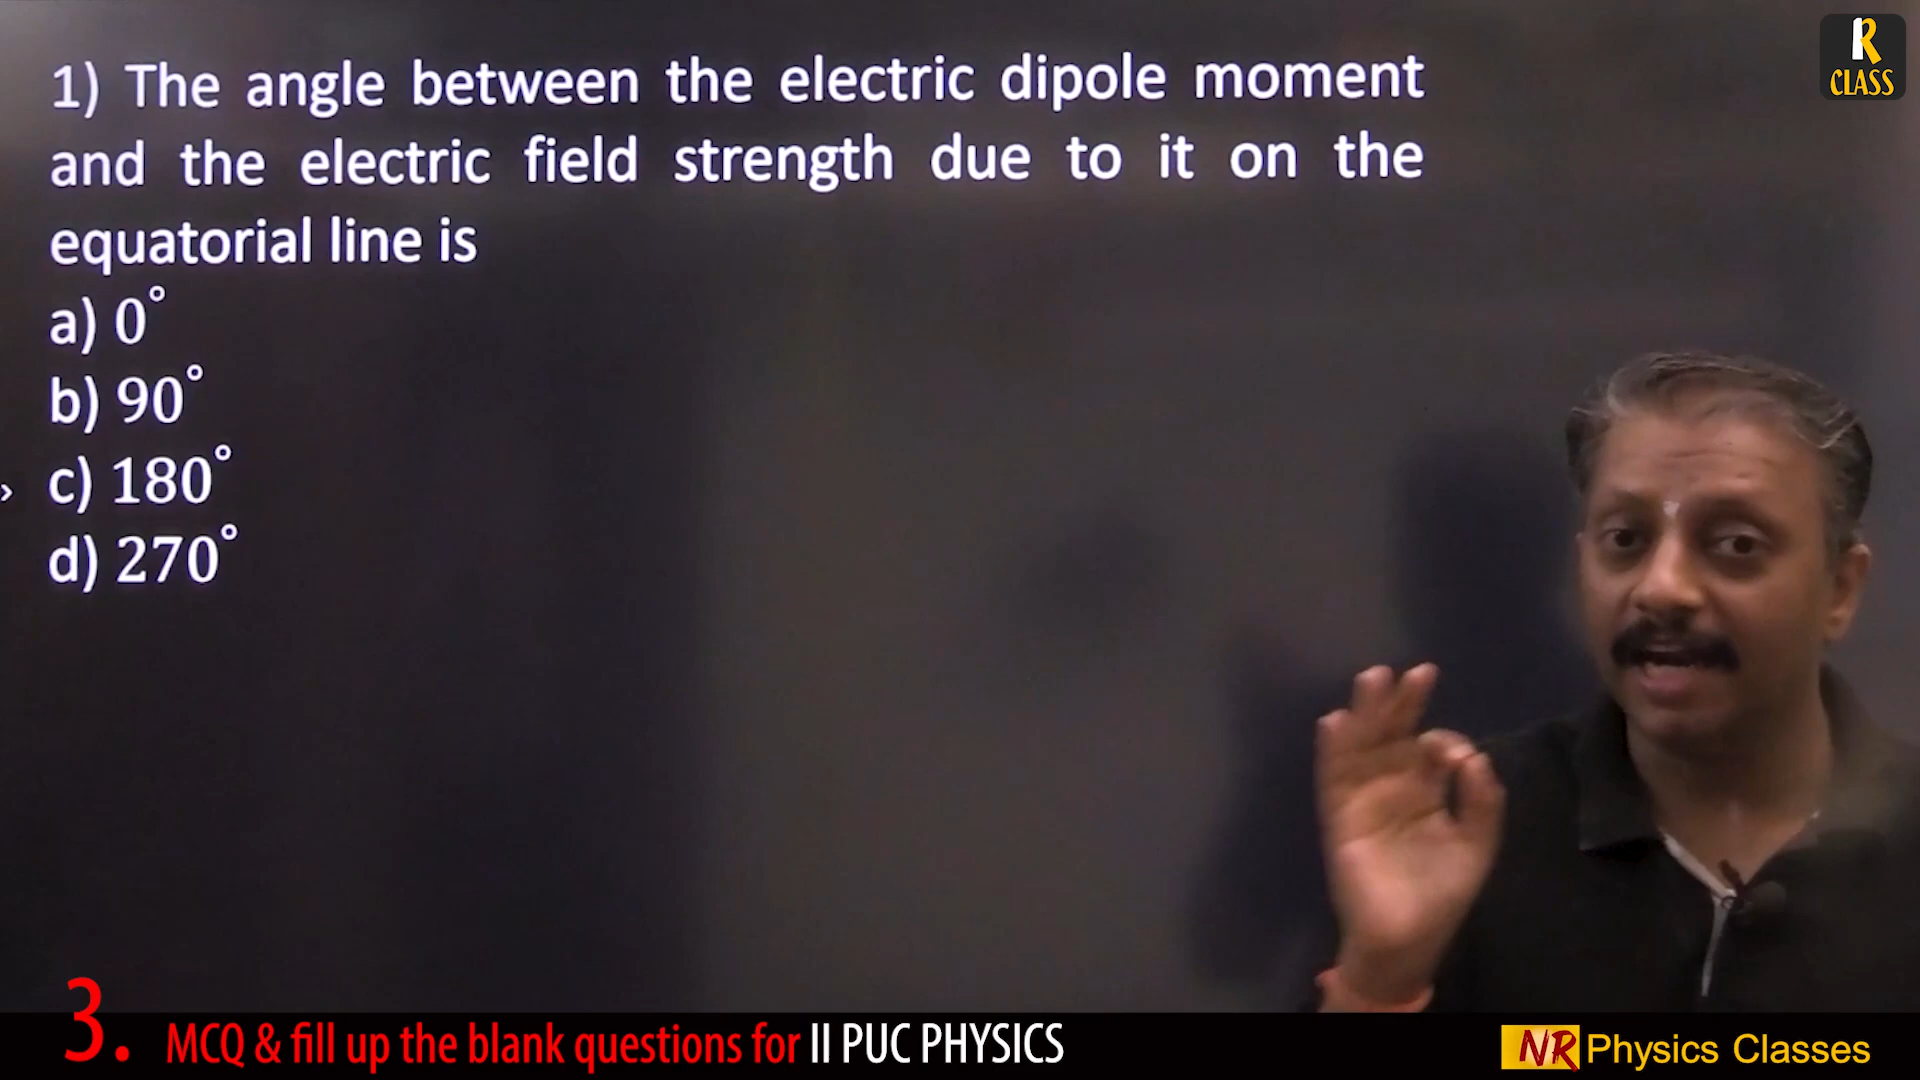 R
CLASS
1) The angle between the electric dipole moment
and the electric field strength due to it on the
equatorial line is
a) 0°
b) 90°
c) 180°
d) 270°
3. MCQ & fill up the blank questions for II PUC PHYSICS
NR Physics Classes